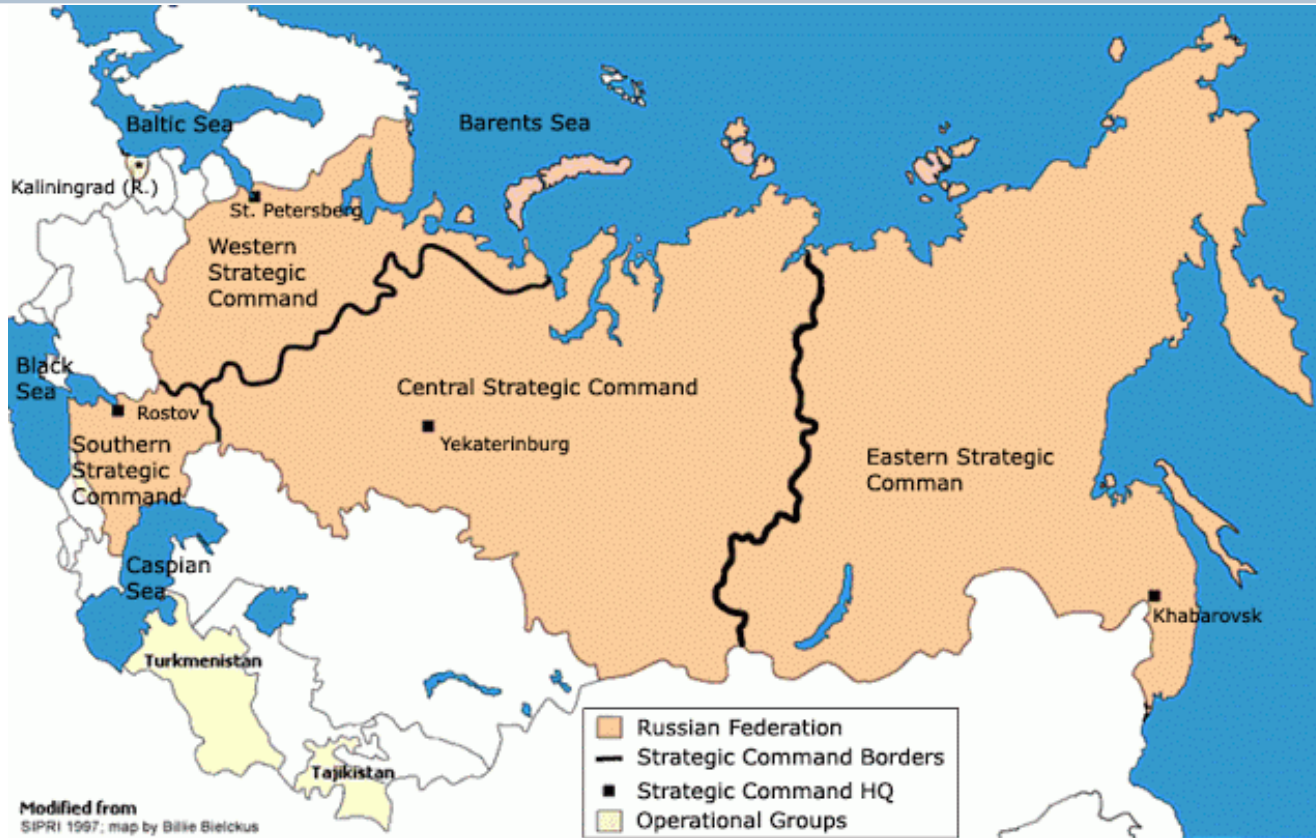 Baltic Sea
Barents Sea
Kaliningrad (R.)
St. Petersberg
Western
Strategic
Command
Black
Sea
Central Strategic Command
Rostov
Yekaterinburg
Southern
Strategic
Command
Eastern Strategic
Comman
Caspian
Sea
Khabarovsk
Turkmenistan
Tajikistan
Russian Federation
Strategic Command Borders
Strategic Command HQ
Operational Groups
Modified from
SIPRI 1997; map by Billie Bielckus